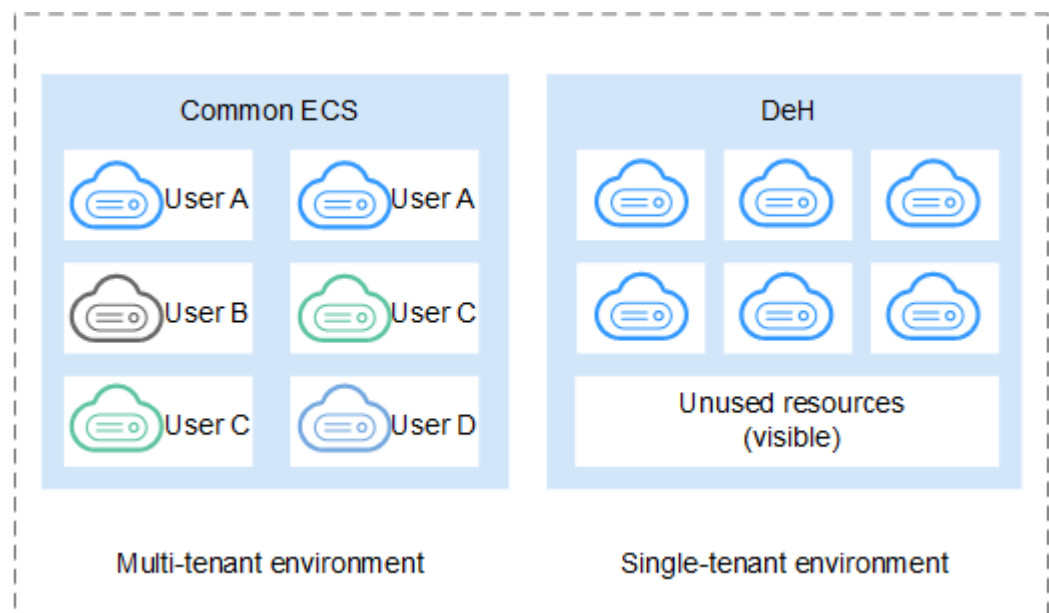 Common ECS
User A
User A
User B
User C
User C
User D
Multi-tenant environment
DeH
Unused resources
(visible)
Single-tenant environment